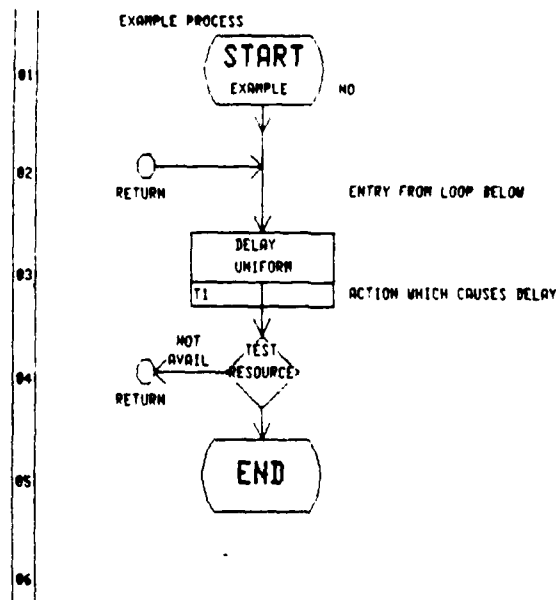 EXAMPLE PROCESS
START
01
EXAMPLE NO
02
RETURN
ENTRY FROM LOOP BELOW
DELAY
UNIFORM
03
T1
ACTION WHICH CAUSES DELAY
NOT
AVAIL
TEST
RESOURCE
04
RETURN
END
05
06